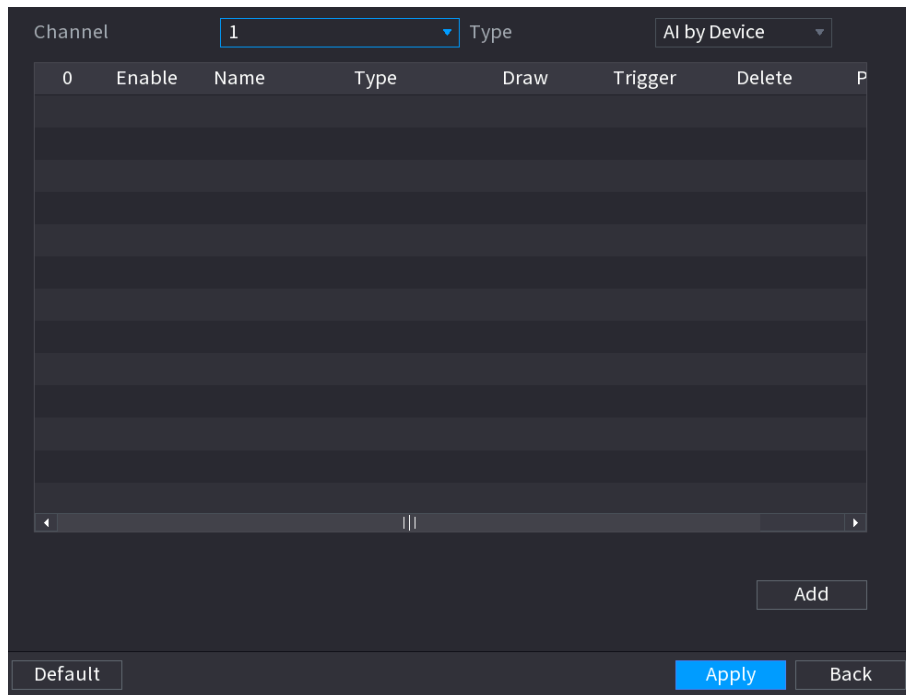 Channel 1 Type AI by Device
0 Enable Name Type Draw Trigger Delete P
Add
Default Apply Back